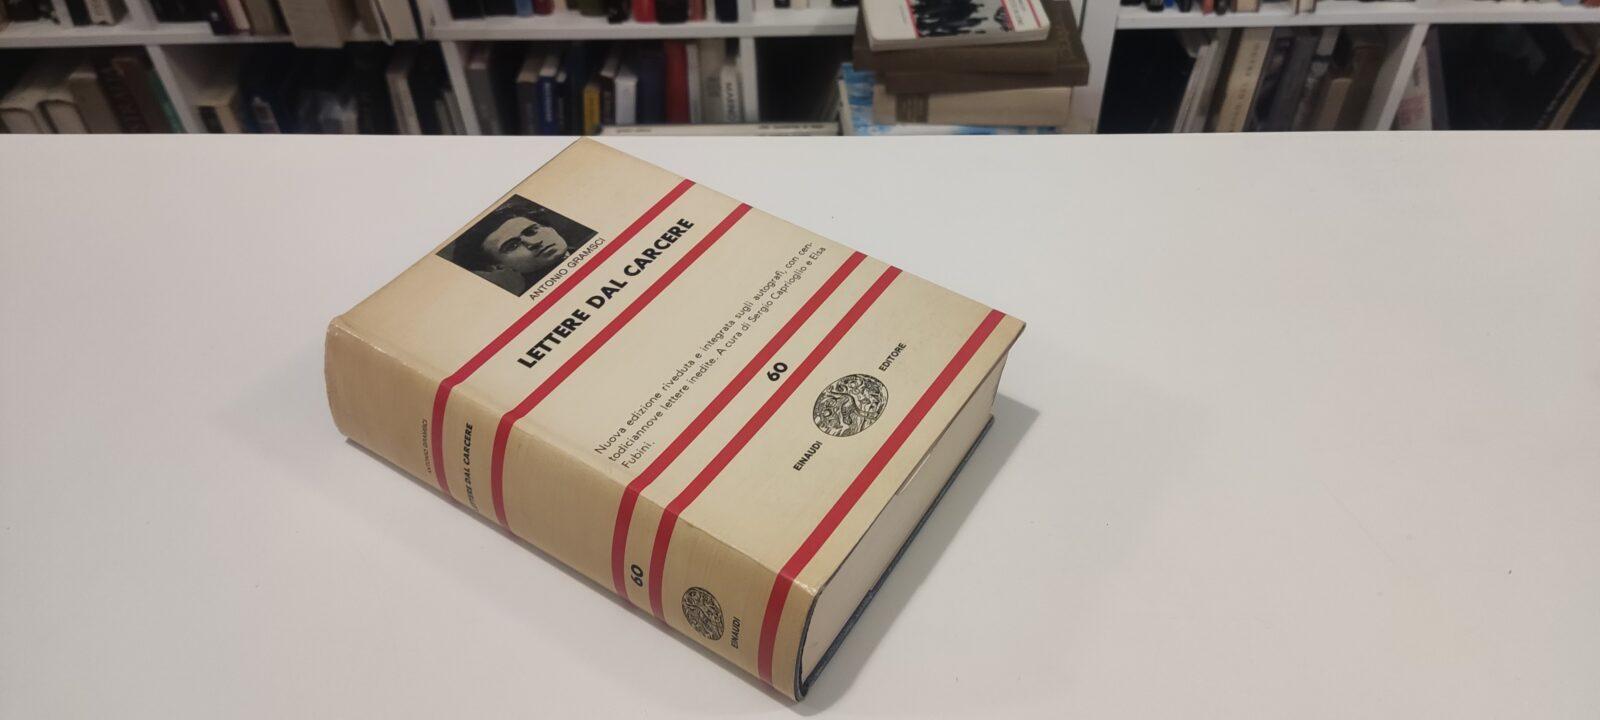 ANTONIO GRAMSCI
LETTERE DAL CARCERE
Nuova edizione riveduta e integrata sugli autografi, con cen-
todiciannove lettere inedite. A cura di Sergio Caprioglio e Elsa
Fubini.
60
EINAUDI
EDITORE
ANTONIO GRAMSCI
TTERE DAL CARCERE
60
EINAUDI